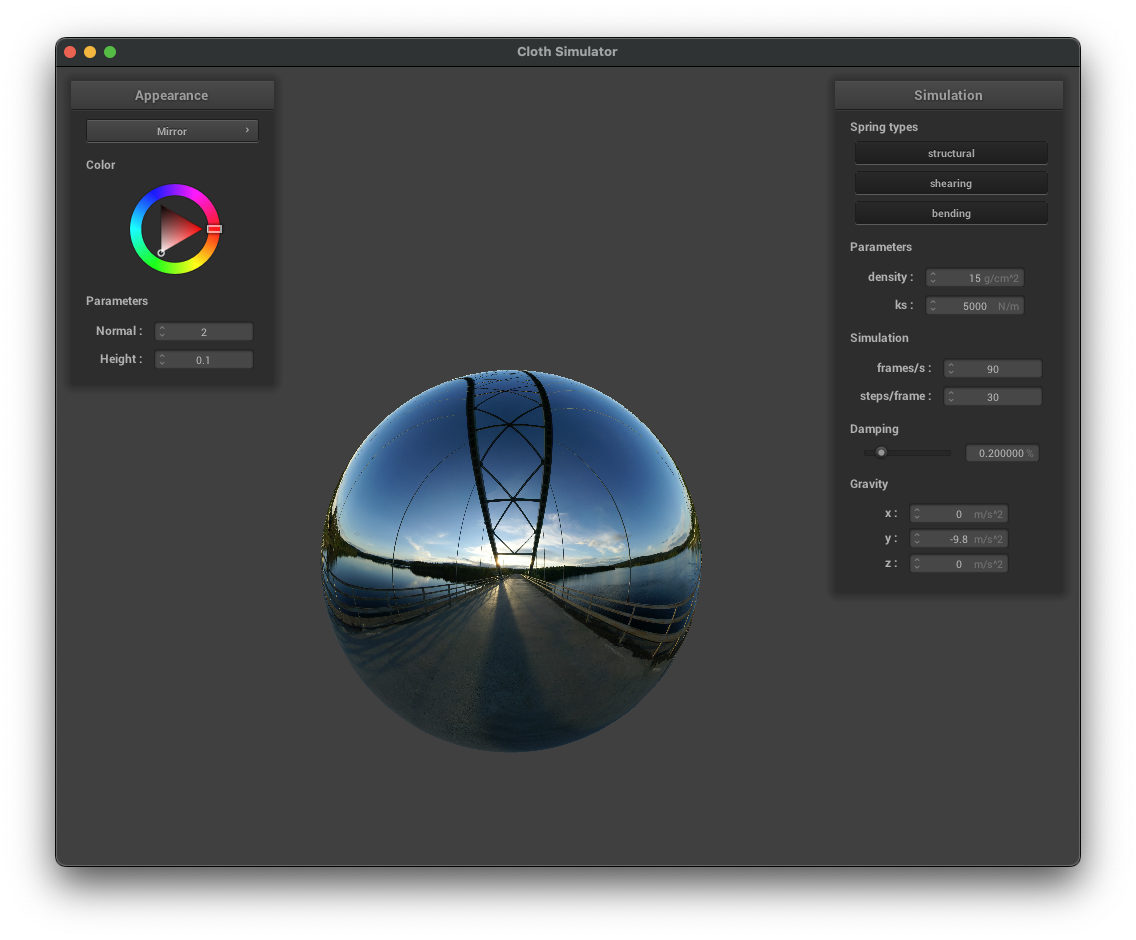 Cloth Simulator
Appearance
Mirror
Color
Parameters
Normal : 2
Height : 0.1
Simulation
Spring types
structural
shearing
bending
Parameters
density : 15 g/cm^2
ks : 5000 N/m
Simulation
frames/s : 90
steps/frame : 30
Damping
0.200000 %
Gravity
x : 0 m/s^2
y : -9.8 m/s^2
z : 0 m/s^2